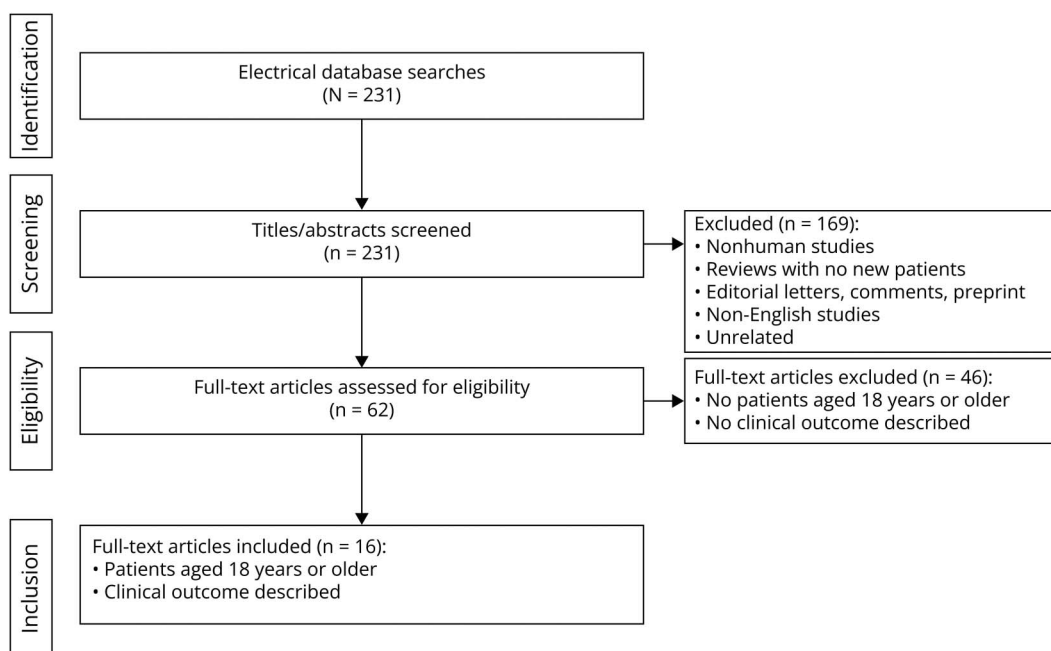 Identification
Electrical database searches
(N = 231)
Screening
Titles/abstracts screened
(n = 231)
Excluded (n = 169):
• Nonhuman studies
• Reviews with no new patients
• Editorial letters, comments, preprint
• Non-English studies
• Unrelated
Eligibility
Full-text articles assessed for eligibility
(n = 62)
Full-text articles excluded (n = 46):
• No patients aged 18 years or older
• No clinical outcome described
Inclusion
Full-text articles included (n = 16):
• Patients aged 18 years or older
• Clinical outcome described